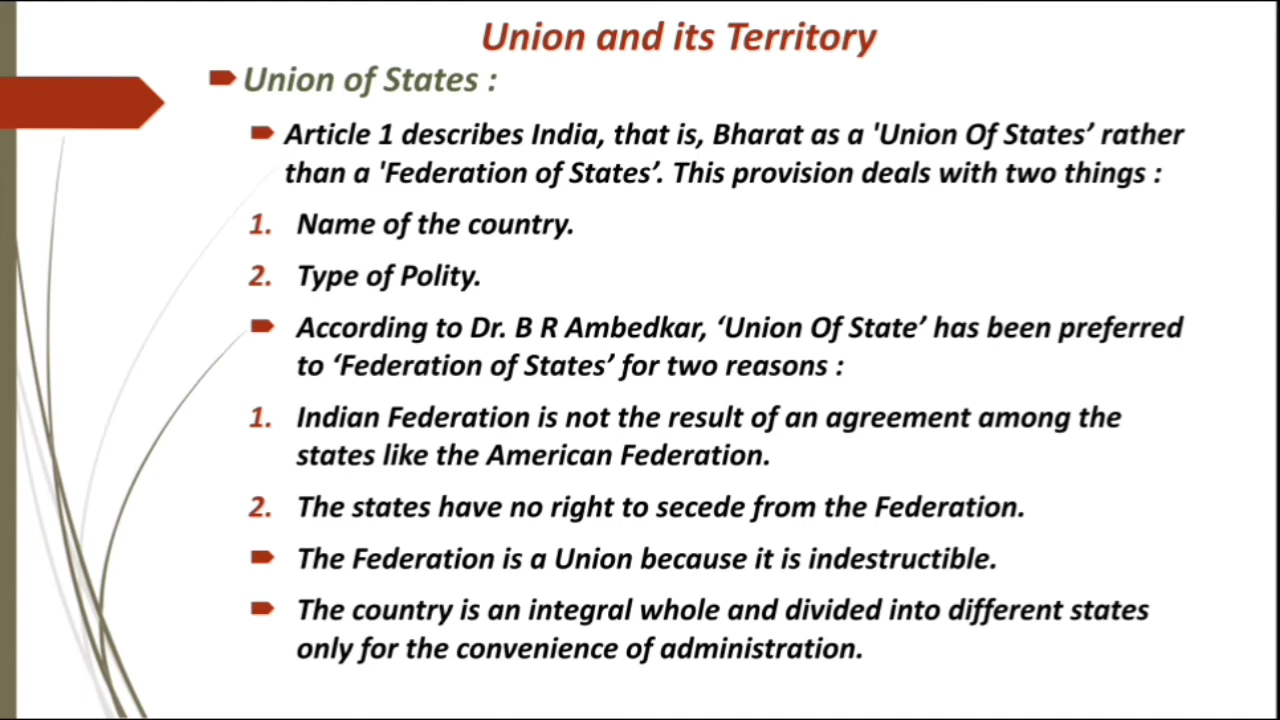 Union and its Territory
Union of States :
Article 1 describes India, that is, Bharat as a 'Union Of States’ rather
than a 'Federation of States’. This provision deals with two things :
1. Name of the country.
2. Type of Polity.
According to Dr. B R Ambedkar, ‘Union Of State’ has been preferred
to ‘Federation of States’ for two reasons :
1. Indian Federation is not the result of an agreement among the
states like the American Federation.
2. The states have no right to secede from the Federation.
The Federation is a Union because it is indestructible.
The country is an integral whole and divided into different states
only for the convenience of administration.